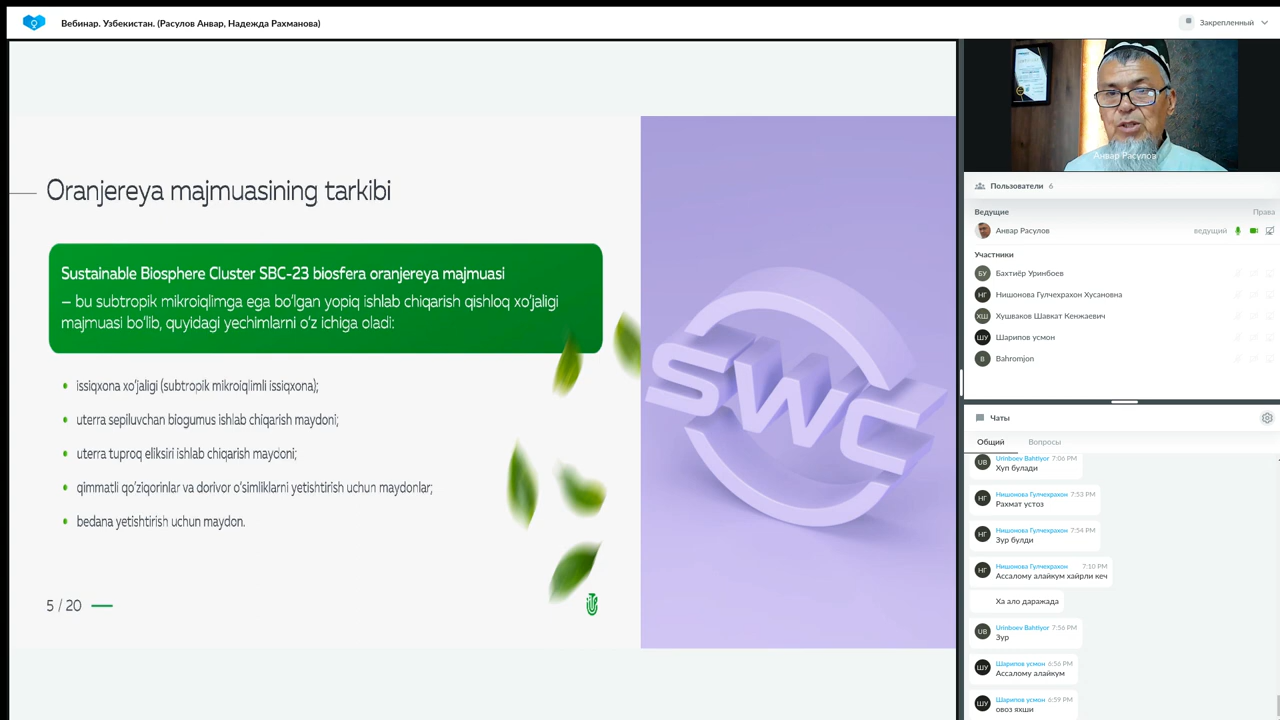 Вебинар. Узбекистан. (Расулов Анвар, Надежда Рахманова)
Закрепленный
Oranjereya majmuasining tarkibi
Sustainable Biosphere Cluster SBC-23 biosfera oranjereya majmuasi
– bu subtropik mikroiqlimga ega bo'lgan yopiq ishlab chiqarish qishloq xo'jaligi
majmuasi bo'lib, quyidagi yechimlarni o'z ichiga oladi:
issiqxona xo'jaligi (subtropik mikroiqlimli issiqxona);
uterra sepiluvchan biogumus ishlab chiqarish maydoni;
uterra tuproq eliksiri ishlab chiqarish maydoni;
qimmatli qo'ziqorinlar va dorivor o'simliklarni yetishtirish uchun maydonlar;
bedana yetishtirish uchun maydon.
5 / 20
SWC
Анвар Расулов
Пользователи 6
Ведущие Права
Анвар Расулов ведущий
Участники
БУ Бахтиёр Уринбоев
НГ Нишонова Гулчехрахон Хусановна
ХШ Хушваков Шавкат Кенжаевич
ШУ Шарипов усмон
B Bahromjon
Чаты
Общий Вопросы
UB Urinboev Bahtiyor 7:06 PM
Хуп булади
НГ Нишонова Гулчехрахон 7:53 PM
Рахмат устоз
НГ Нишонова Гулчехрахон 7:54 PM
Зур булди
НГ Нишонова Гулчехрахон 7:10 PM
Ассалому алайкум хайрли кеч
Ха ало даражада
UB Urinboev Bahtiyor 7:56 PM
Зур
ШУ Шарипов усмон 6:56 PM
Ассалому алайкум
ШУ Шарипов усмон 6:59 PM
овоз яхши